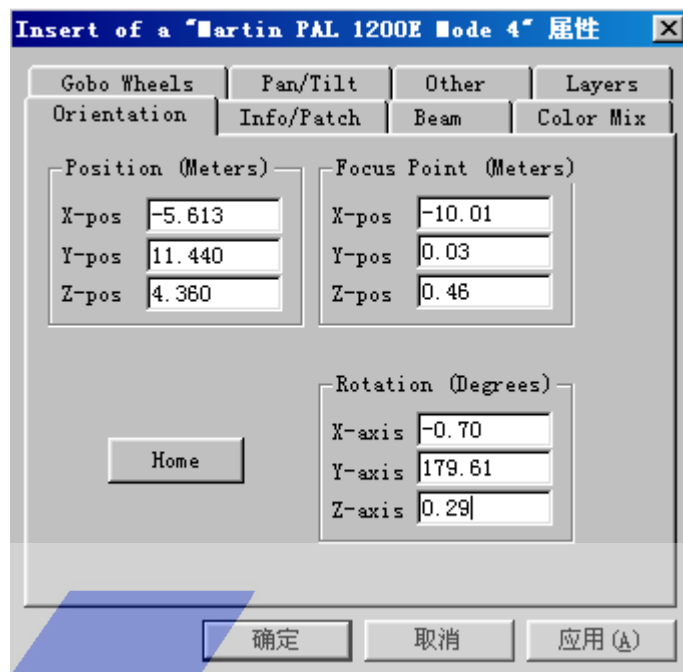 Insert of a "Martin PAL 1200E Mode 4" 属性
Gobo Wheels Pan/Tilt Other Layers
Orientation Info/Patch Beam Color Mix
Position (Meters) Focus Point (Meters)
X-pos -5.613 X-pos -10.01
Y-pos 11.440 Y-pos 0.03
Z-pos 4.360 Z-pos 0.46
Rotation (Degrees)
X-axis -0.70
Home Y-axis 179.61
Z-axis 0.29
确定 取消 应用(A)